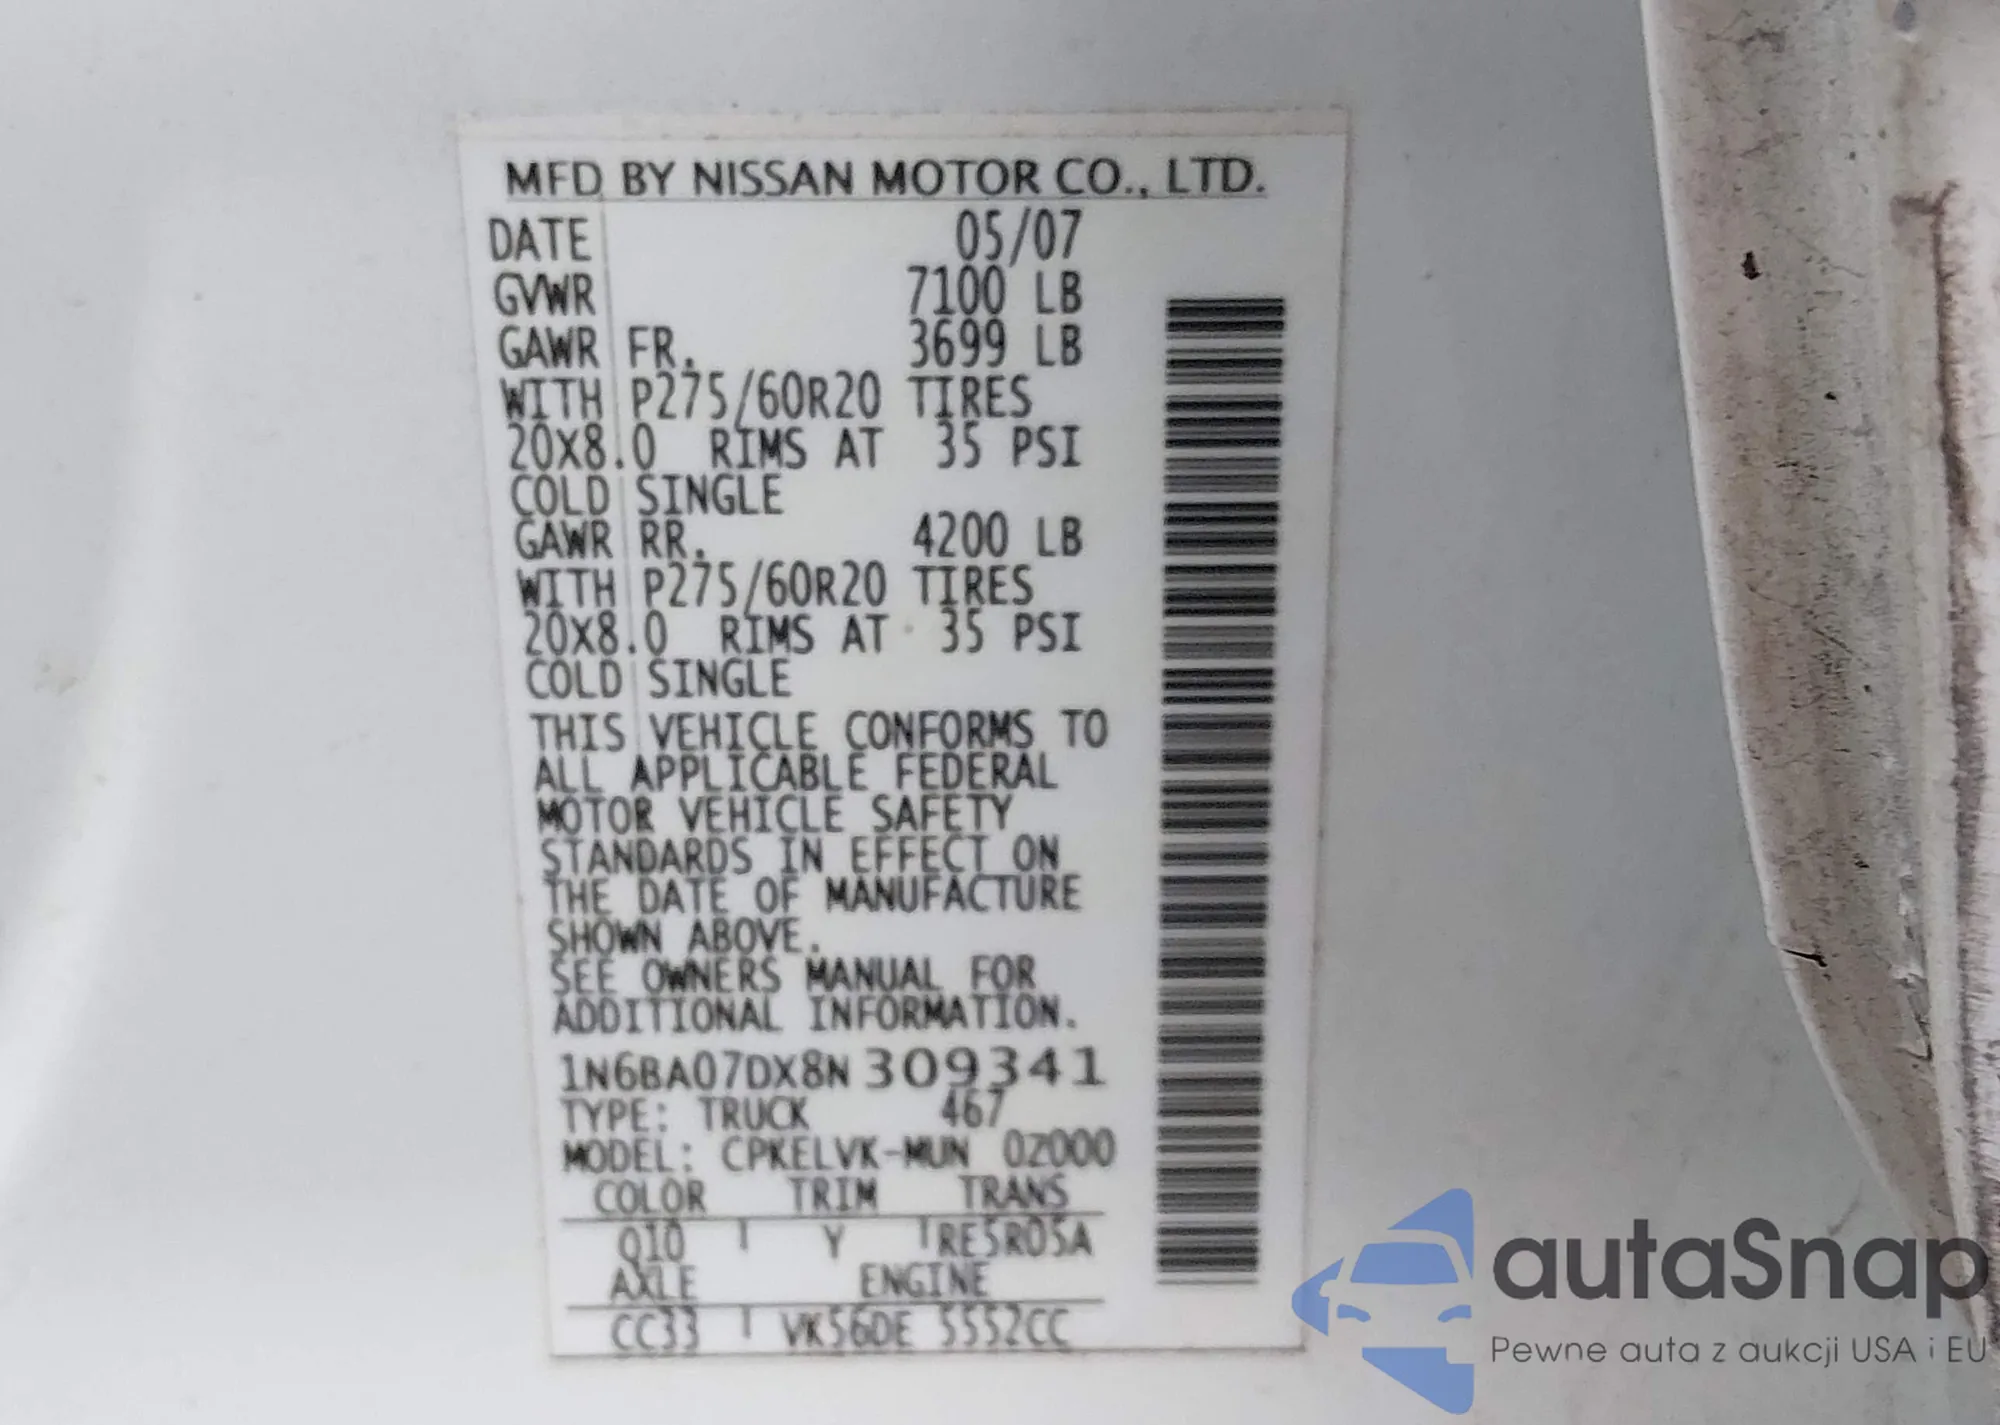 MFD BY NISSAN MOTOR CO., LTD.
DATE 05/07
GVWR 7100 LB
GAWR FR. 3699 LB
WITH P275/60R20 TIRES
20X8.0 RIMS AT 35 PSI
COLD SINGLE
GAWR RR. 4200 LB
WITH P275/60R20 TIRES
20X8.0 RIMS AT 35 PSI
COLD SINGLE
THIS VEHICLE CONFORMS TO
ALL APPLICABLE FEDERAL
MOTOR VEHICLE SAFETY
STANDARDS IN EFFECT ON
THE DATE OF MANUFACTURE
SHOWN ABOVE.
SEE OWNERS MANUAL FOR
ADDITIONAL INFORMATION.
1N6BA07DX8N309341
TYPE: TRUCK 467
MODEL: CPKELVK-MUN 0Z000
COLOR TRIM TRANS
Q10 Y RE5R05A
AXLE ENGINE
CC33 VK56DE 5552CC
autaSnap
Pewne auta z aukcji USA i EU